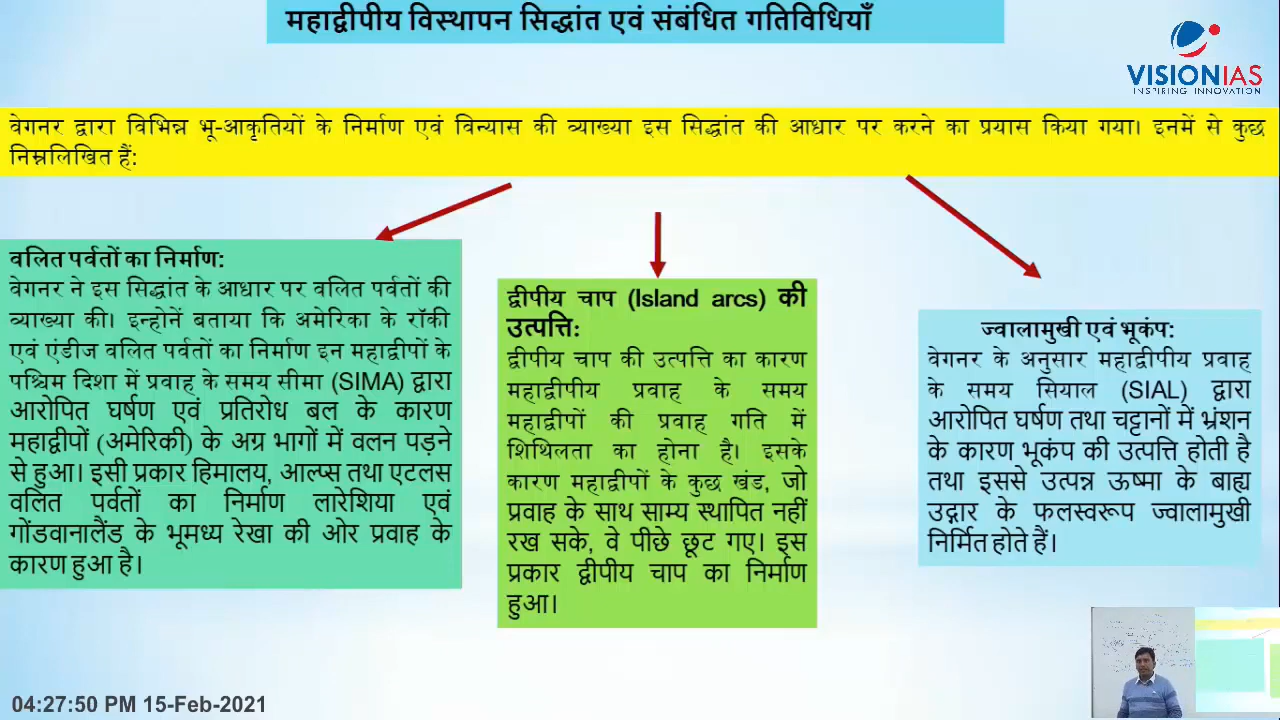 महाद्वीपीय विस्थापन सिद्धांत एवं संबंधित गतिविधियाँ
VISIONIAS
INSPIRING INNOVATION
वेगनर द्वारा विभिन्न भू-आकृतियों के निर्माण एवं विन्यास की व्याख्या इस सिद्धांत की आधार पर करने का प्रयास किया गया। इनमें से कुछ
निम्नलिखित हैं:
वलित पर्वतों का निर्माण:
वेगनर ने इस सिद्धांत के आधार पर वलित पर्वतों की
व्याख्या की। इन्होनें बताया कि अमेरिका के रॉकी
एवं एंडीज वलित पर्वतों का निर्माण इन महाद्वीपों के
पश्चिम दिशा में प्रवाह के समय सीमा (SIMA) द्वारा
आरोपित घर्षण एवं प्रतिरोध बल के कारण
महाद्वीपों (अमेरिकी) के अग्र भागों में वलन पड़ने
से हुआ। इसी प्रकार हिमालय, आल्प्स तथा एटलस
वलित पर्वतों का निर्माण लारेशिया एवं
गोंडवानालैंड के भूमध्य रेखा की ओर प्रवाह के
कारण हुआ है।
द्वीपीय चाप (Island arcs) की
उत्पत्ति:
द्वीपीय चाप की उत्पत्ति का कारण
महाद्वीपीय प्रवाह के समय
महाद्वीपों की प्रवाह गति में
शिथिलता का होना है। इसके
कारण महाद्वीपों के कुछ खंड, जो
प्रवाह के साथ साम्य स्थापित नहीं
रख सके, वे पीछे छूट गए। इस
प्रकार द्वीपीय चाप का निर्माण
हुआ।
ज्वालामुखी एवं भूकंप:
वेगनर के अनुसार महाद्वीपीय प्रवाह
के समय सियाल (SIAL) द्वारा
आरोपित घर्षण तथा चट्टानों में भ्रंशन
के कारण भूकंप की उत्पत्ति होती है
तथा इससे उत्पन्न ऊष्मा के बाह्य
उद्गार के फलस्वरूप ज्वालामुखी
निर्मित होते हैं।
04:27:50 PM 15-Feb-2021